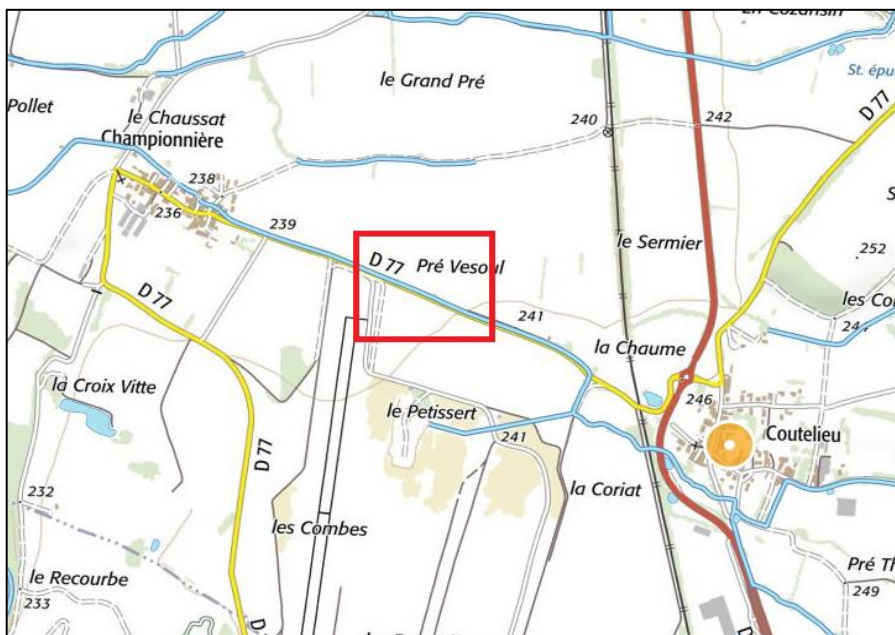 le Grand Pré
St. épu
Pollet
le Chaussat
Championnière
240
242
D 77
238
236
239
le Sermier
252
D 77
Pré Vesoul
D 77
241
les Co
24
la Chaume
la Croix Vitte
246
le Petissert
241
Coutelieu
D 77
la Coriat
232
les Combes
le Recourbe
233
Pré Th
249
D
D